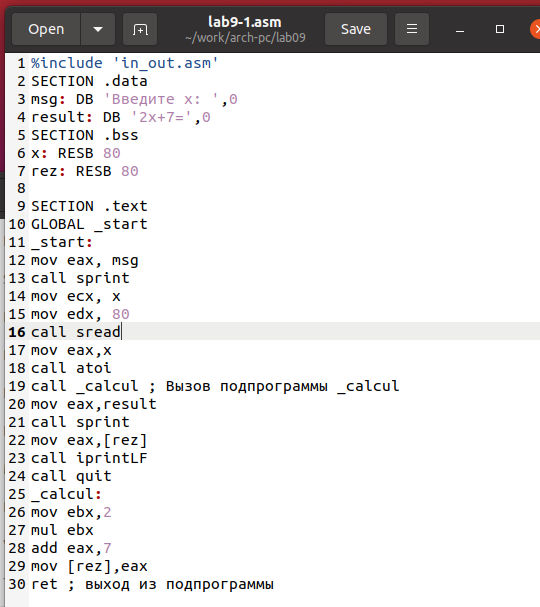 Open
lab9-1.asm
~/work/arch-pc/lab09
Save
1 %include 'in_out.asm'
2 SECTION .data
3 msg: DB 'Введите x: ',0
4 result: DB '2x+7=',0
5 SECTION .bss
6 x: RESB 80
7 rez: RESB 80
8
9 SECTION .text
10 GLOBAL _start
11 _start:
12 mov eax, msg
13 call sprint
14 mov ecx, x
15 mov edx, 80
16 call sread
17 mov eax,x
18 call atoi
19 call _calcul ; Вызов подпрограммы _calcul
20 mov eax,result
21 call sprint
22 mov eax,[rez]
23 call iprintLF
24 call quit
25 _calcul:
26 mov ebx,2
27 mul ebx
28 add eax,7
29 mov [rez],eax
30 ret ; выход из подпрограммы